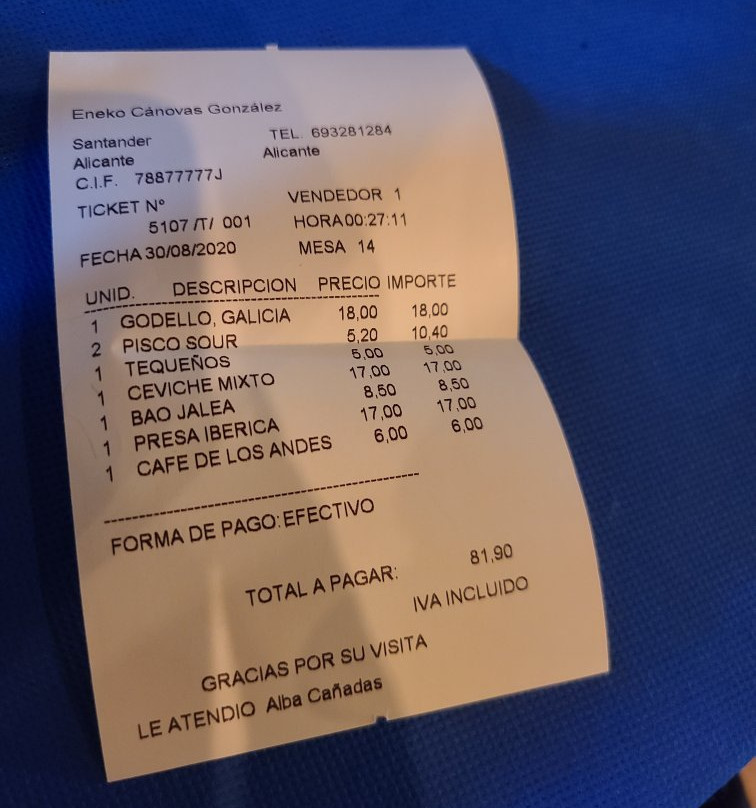 Eneko Cánovas González
Santander TEL. 693281284
Alicante Alicante
C.I.F. 78877777J
TICKET Nº VENDEDOR 1
5107 /T/ 001 HORA 00:27:11
FECHA 30/08/2020 MESA 14
UNID. DESCRIPCION PRECIO IMPORTE
1 GODELLO, GALICIA 18,00 18,00
2 PISCO SOUR 5,20 10,40
1 TEQUEÑOS 5,00 5,00
1 CEVICHE MIXTO 17,00 17,00
1 BAO JALEA 8,50 8,50
1 PRESA IBERICA 17,00 17,00
1 CAFE DE LOS ANDES 6,00 6,00
FORMA DE PAGO: EFECTIVO
TOTAL A PAGAR: 81,90
IVA INCLUIDO
GRACIAS POR SU VISITA
LE ATENDIO Alba Cañadas